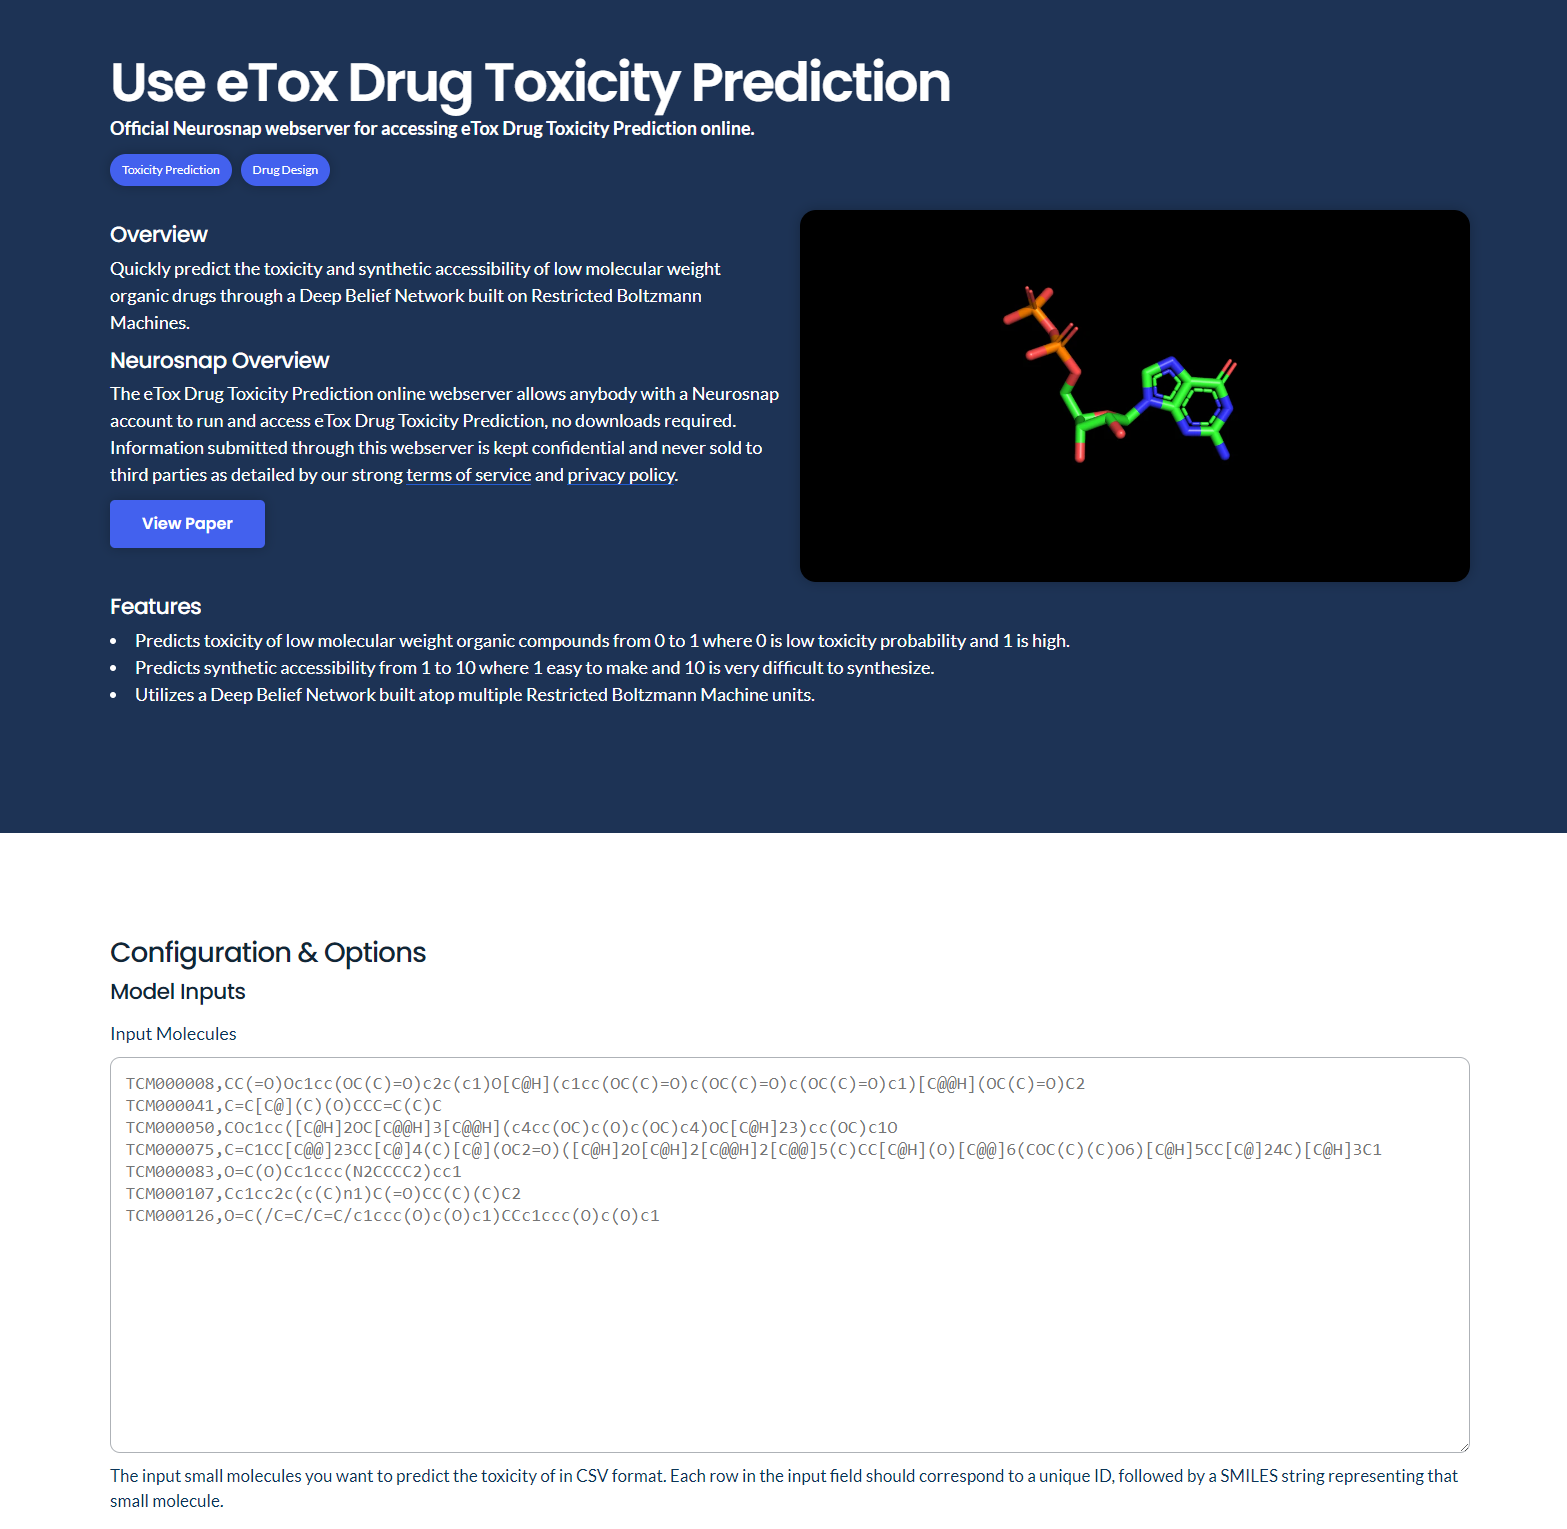 Use eTox Drug Toxicity Prediction
Official Neurosnap webserver for accessing eTox Drug Toxicity Prediction online.
Toxicity Prediction
Drug Design
Overview
Quickly predict the toxicity and synthetic accessibility of low molecular weight
organic drugs through a Deep Belief Network built on Restricted Boltzmann
Machines.
Neurosnap Overview
The eTox Drug Toxicity Prediction online webserver allows anybody with a Neurosnap
account to run and access eTox Drug Toxicity Prediction, no downloads required.
Information submitted through this webserver is kept confidential and never sold to
third parties as detailed by our strong terms of service and privacy policy.
View Paper
Features
• Predicts toxicity of low molecular weight organic compounds from 0 to 1 where 0 is low toxicity probability and 1 is high.
• Predicts synthetic accessibility from 1 to 10 where 1 easy to make and 10 is very difficult to synthesize.
• Utilizes a Deep Belief Network built atop multiple Restricted Boltzmann Machine units.
Configuration & Options
Model Inputs
Input Molecules
TCM000008,CC(=O)Oc1cc(OC(C)=O)c2c(c1)O[C@H](c1cc(OC(C)=O)c(OC(C)=O)c(OC(C)=O)c1)[C@@H](OC(C)=O)C2
TCM000041,C=C[C@](C)(O)CCC=C(C)C
TCM000050,COc1cc([C@H]2OC[C@@H]3[C@@H](c4cc(OC)c(O)c(OC)c4)OC[C@H]23)cc(OC)c1O
TCM000075,C=C1CC[C@@]23CC[C@]4(C)[C@](OC2=O)([C@H]2O[C@H]2[C@@H]2[C@@]5(C)CC[C@H](O)[C@@]6(COC(C)(C)O6)[C@H]5CC[C@]24C)[C@H]3C1
TCM000083,O=C(O)Cc1ccc(N2CCCC2)cc1
TCM000107,Cc1cc2c(c(C)n1)C(=O)CC(C)(C)C2
TCM000126,O=C(/C=C/C=C/c1ccc(O)c(O)c1)CCc1ccc(O)c(O)c1
The input small molecules you want to predict the toxicity of in CSV format. Each row in the input field should correspond to a unique ID, followed by a SMILES string representing that
small molecule.